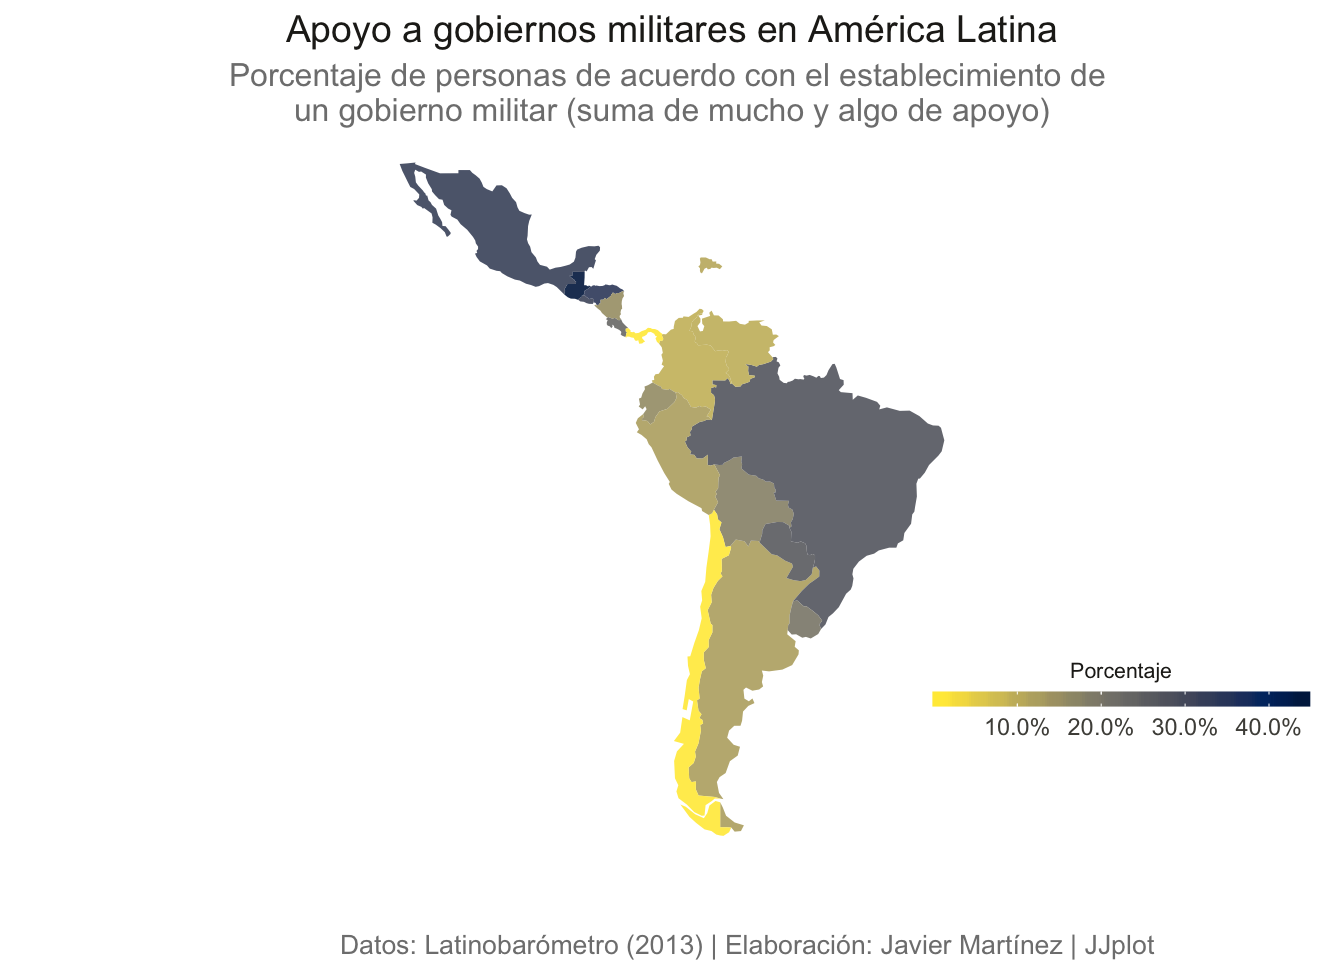 Apoyo a gobiernos militares en América Latina
Porcentaje de personas de acuerdo con el establecimiento de
un gobierno militar (suma de mucho y algo de apoyo)
Porcentaje
10.0% 20.0% 30.0% 40.0%
Datos: Latinobarómetro (2013) | Elaboración: Javier Martínez | JJplot